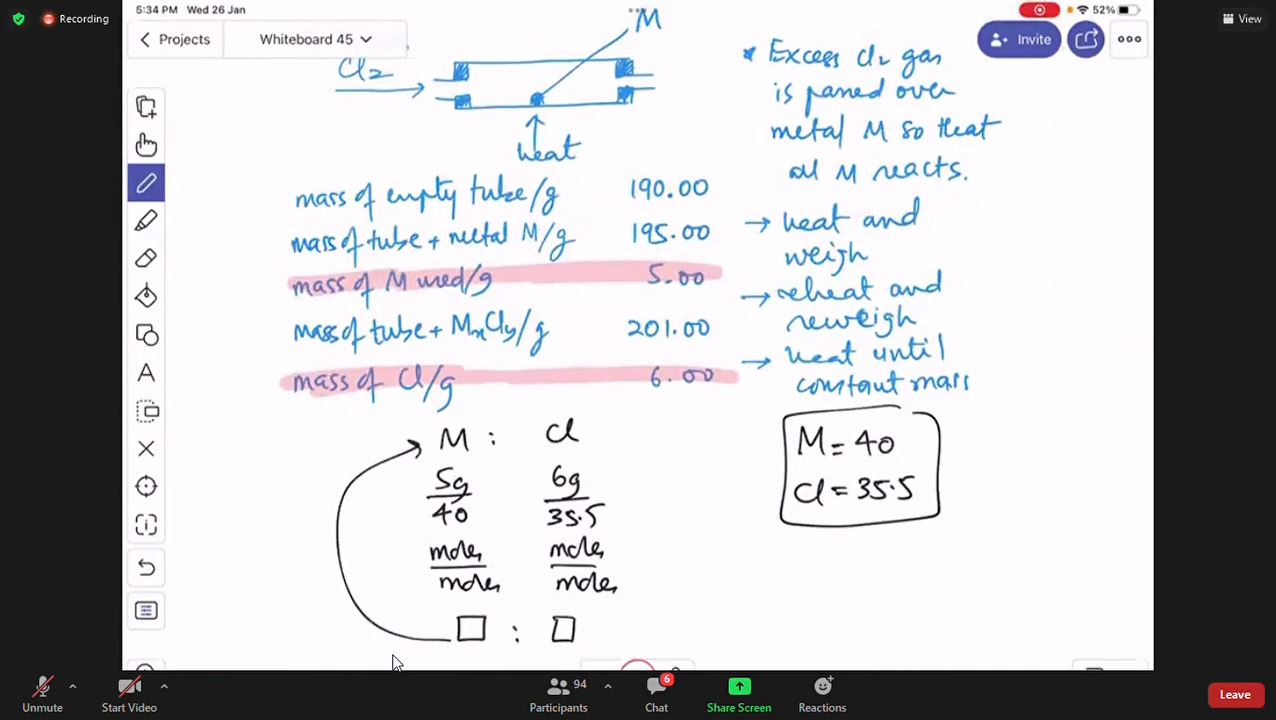 5:34 PM Wed 26 Jan
52%
Recording
View
Projects
Whiteboard 45
Invite
M
Cl2
heat
* Excess Cl2 gas
is passed over
metal M so that
all M reacts.
mass of empty tube/g 190.00
mass of tube + metal M/g 195.00
mass of M used/g 5.00
mass of tube + MxCly/g 201.00
mass of Cl/g 6.00
→ heat and
weigh
→ reheat and
reweigh
→ heat until
constant mass
M : Cl
5g 6g
40 35.5
moles moles
moles moles
:
M = 40
Cl = 35.5
A
Unmute
Start Video
94
Participants
6
Chat
Share Screen
Reactions
Leave